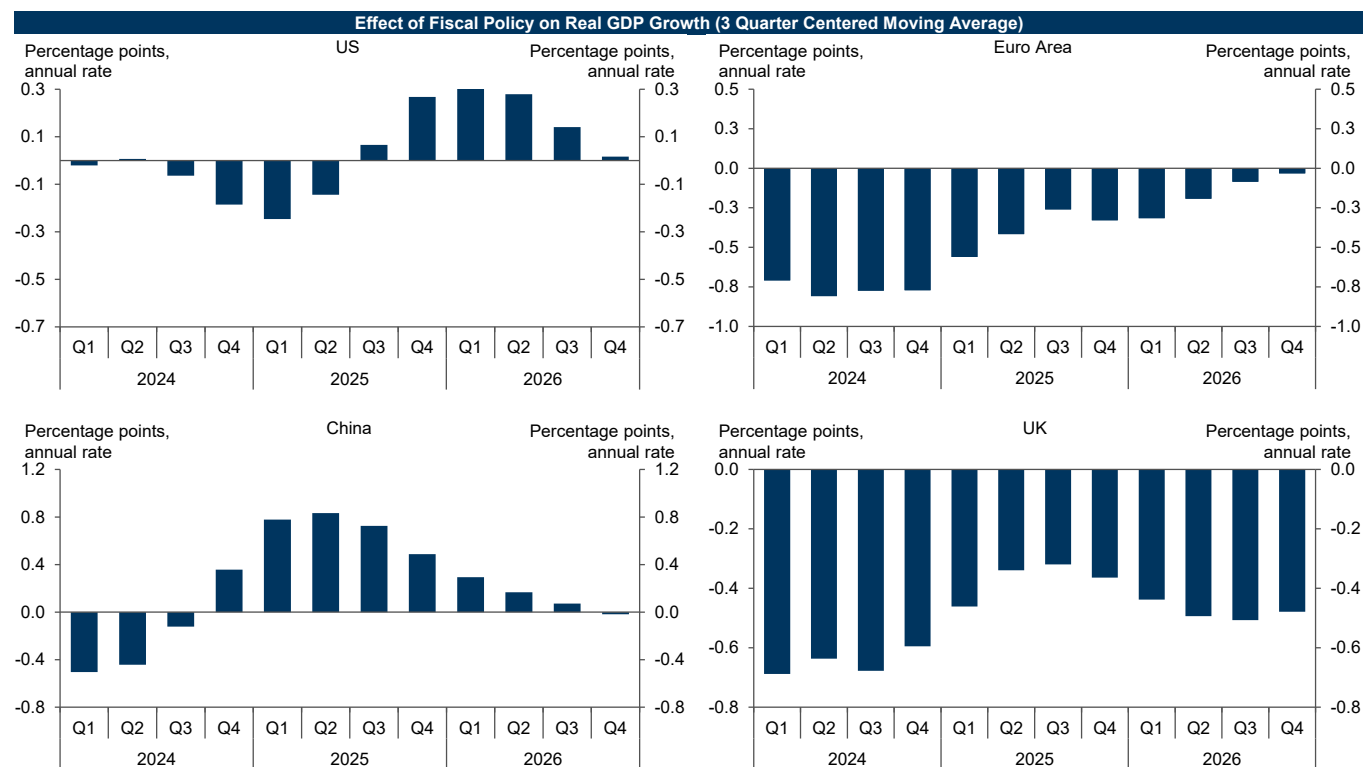 Effect of Fiscal Policy on Real GDP Growth (3 Quarter Centered Moving Average)
Percentage points,
annual rate
US
Percentage points,
annual rate
0.3
0.1
-0.1
-0.3
-0.5
-0.7
0.3
0.1
-0.1
-0.3
-0.5
-0.7
Q1 Q2 Q3 Q4 Q1 Q2 Q3 Q4 Q1 Q2 Q3 Q4
2024 2025 2026
Percentage points,
annual rate
Euro Area
Percentage points,
annual rate
0.5
0.3
0.0
-0.3
-0.5
-0.8
-1.0
0.5
0.3
0.0
-0.3
-0.5
-0.8
-1.0
Q1 Q2 Q3 Q4 Q1 Q2 Q3 Q4 Q1 Q2 Q3 Q4
2024 2025 2026
Percentage points,
annual rate
China
Percentage points,
annual rate
1.2
0.8
0.4
0.0
-0.4
-0.8
1.2
0.8
0.4
0.0
-0.4
-0.8
Q1 Q2 Q3 Q4 Q1 Q2 Q3 Q4 Q1 Q2 Q3 Q4
2024 2025 2026
Percentage points,
annual rate
UK
Percentage points,
annual rate
0.0
-0.2
-0.4
-0.6
-0.8
0.0
-0.2
-0.4
-0.6
-0.8
Q1 Q2 Q3 Q4 Q1 Q2 Q3 Q4 Q1 Q2 Q3 Q4
2024 2025 2026